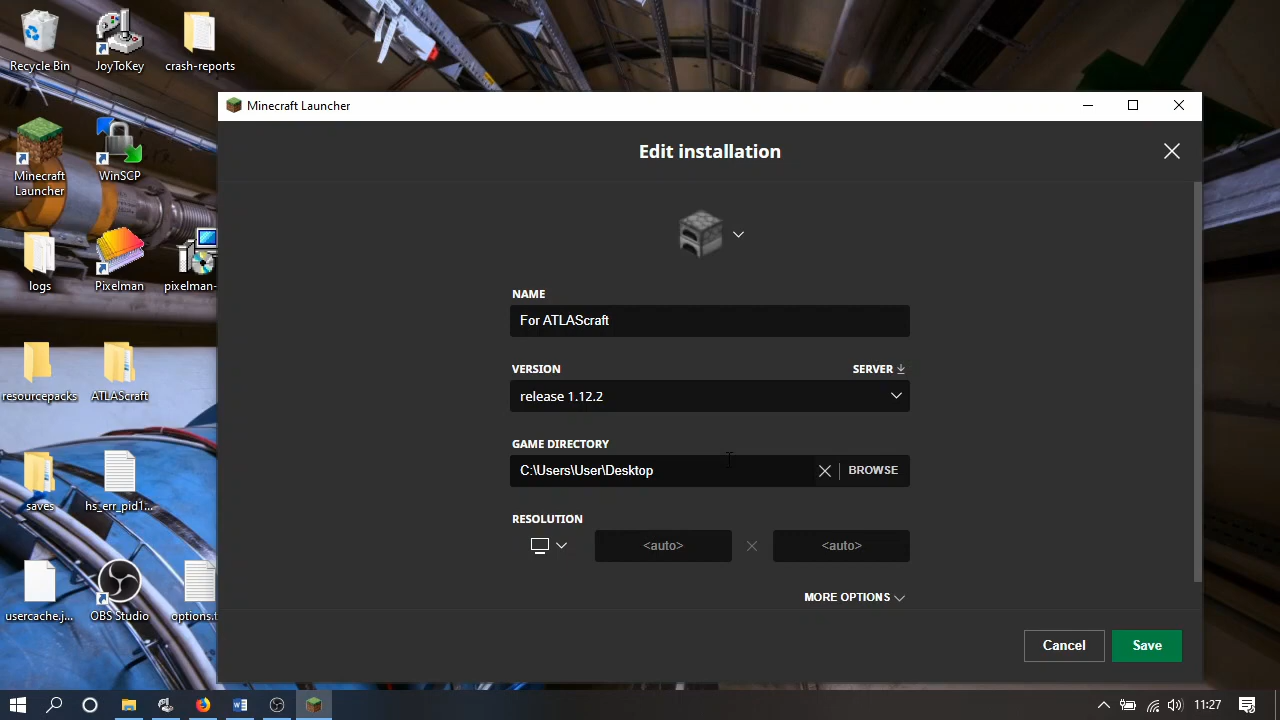 Recycle Bin
JoyToKey
crash-reports
Minecraft
Launcher
WinSCP
logs
Pixelman
pixelman-
resourcepacks
ATLAScraft
saves
hs_err_pid1:...
usercache.j...
OBS Studio
options.t
Minecraft Launcher
Edit installation
NAME
For ATLAScraft
VERSION
SERVER
release 1.12.2
GAME DIRECTORY
C:\Users\User\Desktop
BROWSE
RESOLUTION
<auto>
<auto>
MORE OPTIONS
Cancel
Save
11:27